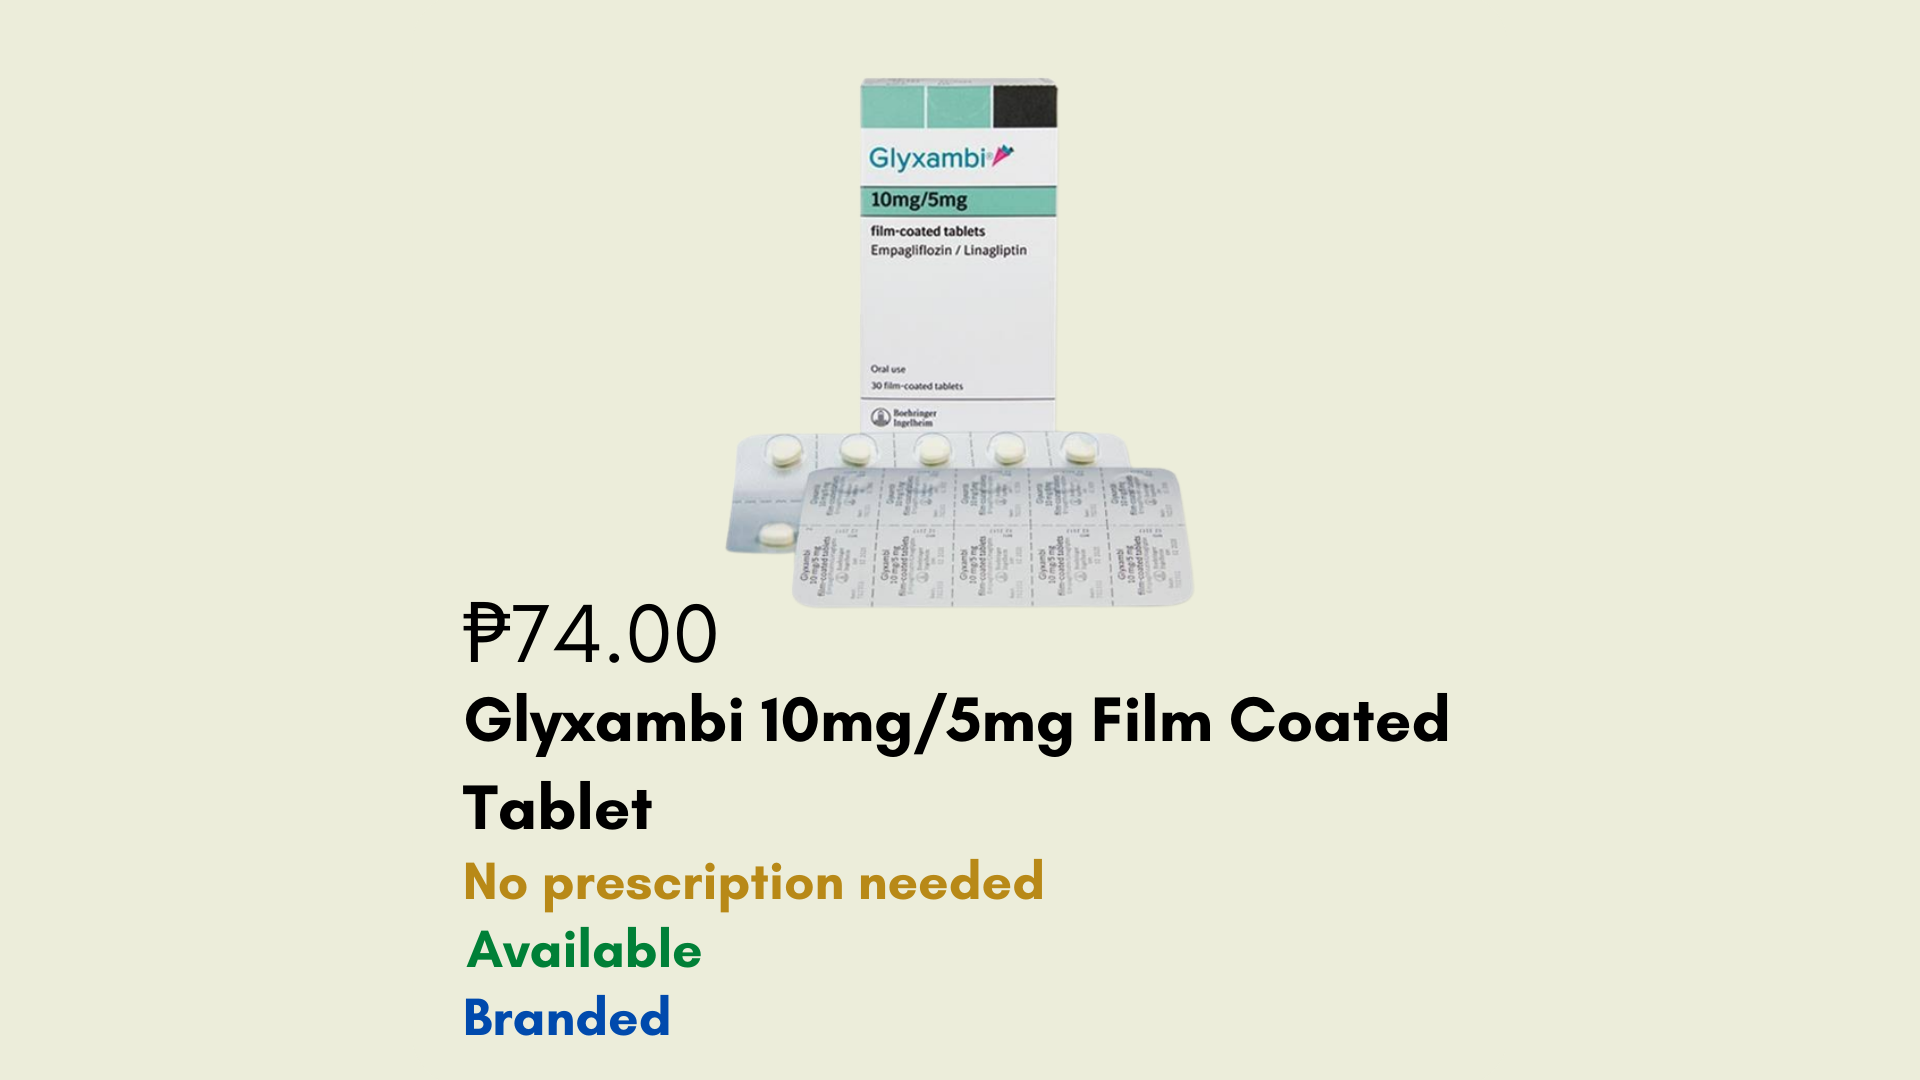 Glyxambi®
10mg/5mg
film-coated tablets
Empagliflozin / Linagliptin
Oral use
30 film-coated tablets
Boehringer
Ingelheim
₱74.00
Glyxambi 10mg/5mg Film Coated
Tablet
No prescription needed
Available
Branded